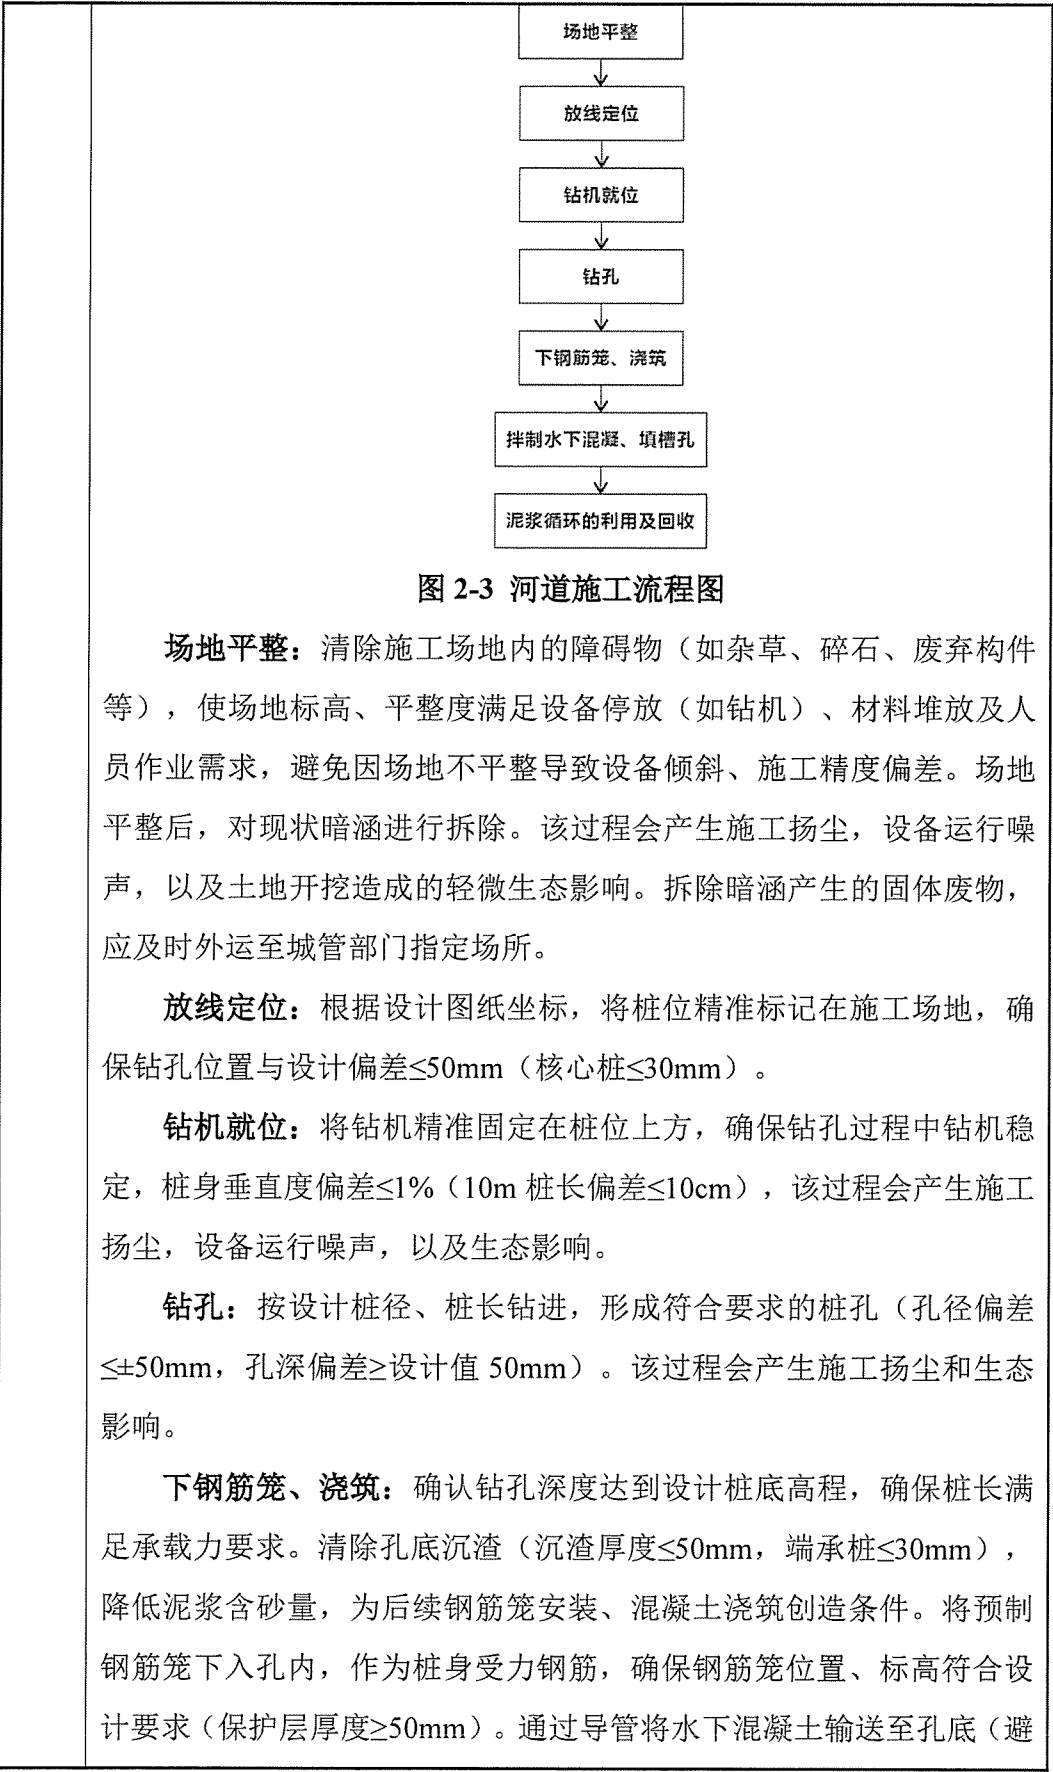 场地平整
放线定位
钻机就位
钻孔
下钢筋笼、浇筑
拌制水下混凝、填槽孔
泥浆循环的利用及回收
图 2-3 河道施工流程图
场地平整：清除施工场地内的障碍物（如杂草、碎石、废弃构件
等），使场地标高、平整度满足设备停放（如钻机）、材料堆放及人
员作业需求，避免因场地不平整导致设备倾斜、施工精度偏差。场地
平整后，对现状暗涵进行拆除。该过程会产生施工扬尘，设备运行噪
声，以及土地开挖造成的轻微生态影响。拆除暗涵产生的固体废物，
应及时外运至城管部门指定场所。
放线定位：根据设计图纸坐标，将桩位精准标记在施工场地，确
保钻孔位置与设计偏差≤50mm（核心桩≤30mm）。
钻机就位：将钻机精准固定在桩位上方，确保钻孔过程中钻机稳
定，桩身垂直度偏差≤1%（10m 桩长偏差≤10cm），该过程会产生施工
扬尘，设备运行噪声，以及生态影响。
钻孔：按设计桩径、桩长钻进，形成符合要求的桩孔（孔径偏差
≤±50mm，孔深偏差≥设计值 50mm）。该过程会产生施工扬尘和生态
影响。
下钢筋笼、浇筑：确认钻孔深度达到设计桩底高程，确保桩长满
足承载力要求。清除孔底沉渣（沉渣厚度≤50mm，端承桩≤30mm），
降低泥浆含砂量，为后续钢筋笼安装、混凝土浇筑创造条件。将预制
钢筋笼下入孔内，作为桩身受力钢筋，确保钢筋笼位置、标高符合设
计要求（保护层厚度≥50mm）。通过导管将水下混凝土输送至孔底（避